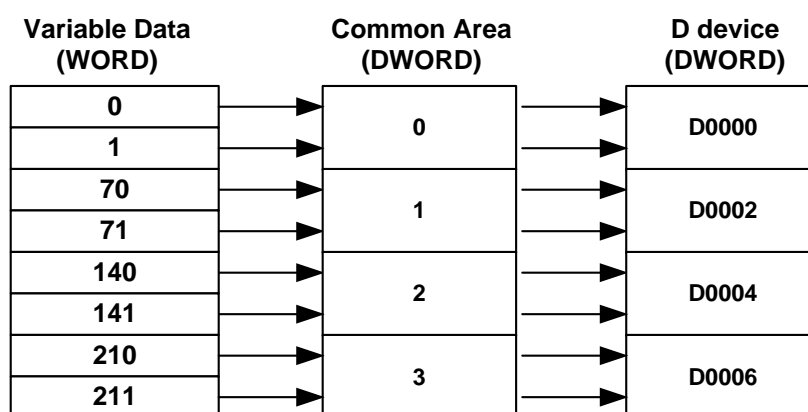 Variable Data
(WORD)
Common Area
(DWORD)
D device
(DWORD)
0
1
70
71
140
141
210
211
0
1
2
3
D0000
D0002
D0004
D0006